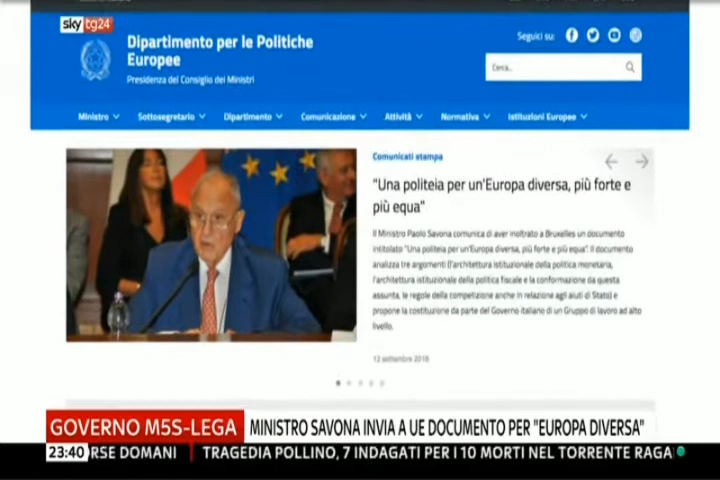 sky tg24
Dipartimento per le Politiche
Europee
Presidenza del Consiglio dei Ministri
Seguici su:
Cerca..
Ministro
Sottosegretario
Dipartimento
Comunicazione
Attività
Normativa
Istituzioni Europee
Comunicati stampa
"Una politeia per un'Europa diversa, più forte e
più equa"
Il Ministro Paolo Savona comunica di aver inoltrato a Bruxelles un documento
intitolato "Una politeia per un'Europa diversa, più forte e più equa". Il documento
analizza tre argomenti (l'architettura istituzionale della politica monetaria,
l'architettura istituzionale della politica fiscale e la conformazione da questa
assunta, le regole della competizione anche in relazione agli aiuti di Stato) e
propone la costituzione da parte del Governo italiano di un Gruppo di lavoro ad alto
livello.
12 settembre 2018
GOVERNO M5S-LEGA
MINISTRO SAVONA INVIA A UE DOCUMENTO PER "EUROPA DIVERSA"
23:40
RSE DOMANI
TRAGEDIA POLLINO, 7 INDAGATI PER I 10 MORTI NEL TORRENTE RAGA